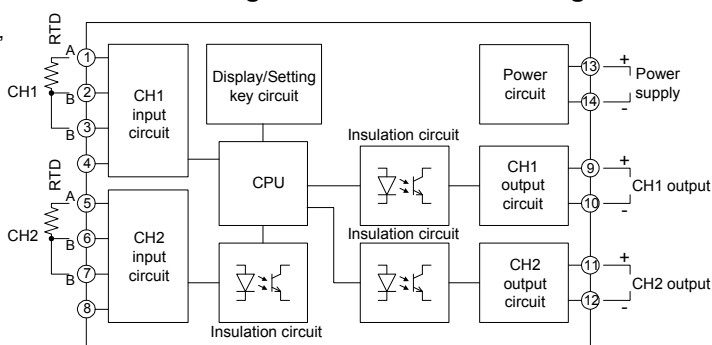 RTD
A
1
CH1
B
2
B
3
4
CH1
input
circuit
Display/Setting
key circuit
Power
circuit
13
+
14
-
Power
supply
Insulation circuit
CPU
CH1
output
circuit
9
+
10
-
CH1 output
RTD
A
5
CH2
B
6
B
7
8
CH2
input
circuit
Insulation circuit
Insulation circuit
CH2
output
circuit
11
+
12
-
CH2 output